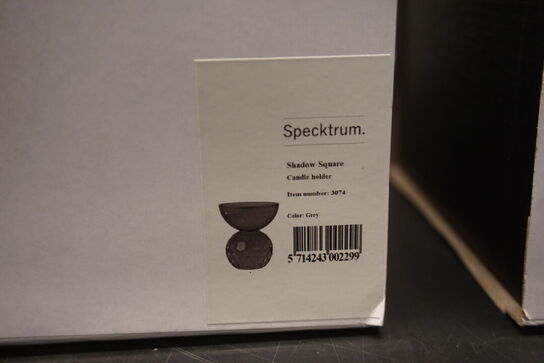 Specktrum.
Shadow Square
Candle holder
Item number: 3074
Color: Grey
5 714243 002299